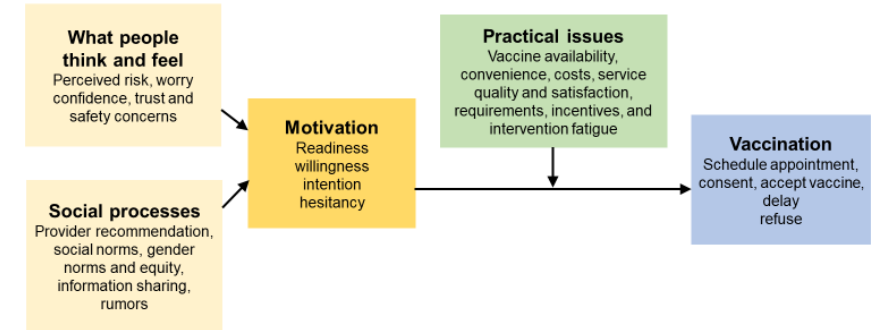 What people
think and feel
Perceived risk, worry
confidence, trust and
safety concerns
Social processes
Provider recommendation,
social norms, gender
norms and equity,
information sharing,
rumors
Motivation
Readiness
willingness
intention
hesitancy
Practical issues
Vaccine availability,
convenience, costs, service
quality and satisfaction,
requirements, incentives, and
intervention fatigue
Vaccination
Schedule appointment,
consent, accept vaccine,
delay
refuse